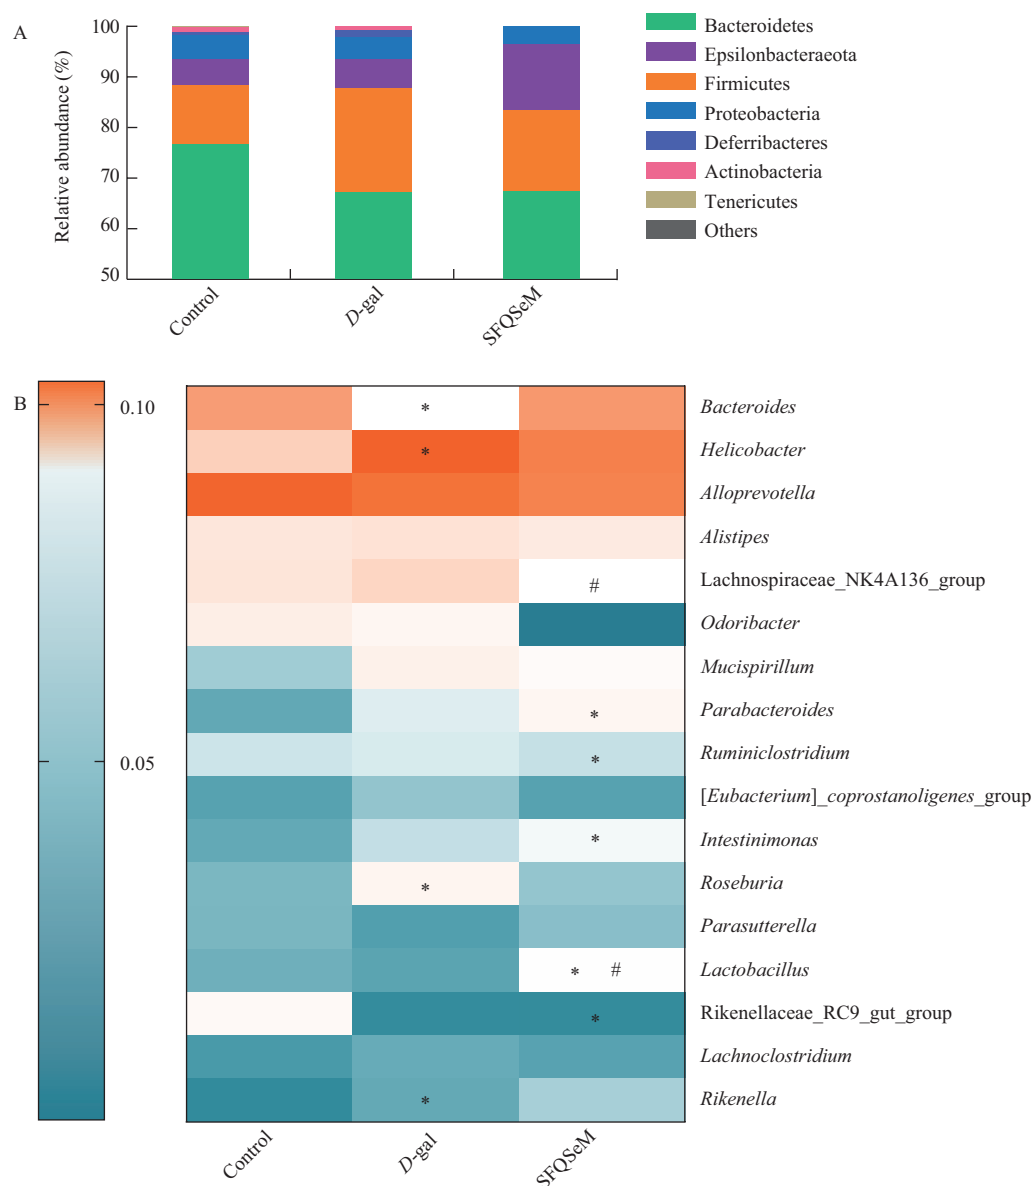 A
Relative abundance (%)
100
90
80
70
60
50
Control
D-gal
SFQSeM
Bacteroidetes
Epsilonbacteraeota
Firmicutes
Proteobacteria
Deferribacteres
Actinobacteria
Tenericutes
Others
B
0.10
0.05
* Bacteroides
* Helicobacter
Alloprevotella
Alistipes
# Lachnospiraceae_NK4A136_group
Odoribacter
Mucispirillum
* Parabacteroides
* Ruminiclostridium
[Eubacterium]_coprostanoligenes_group
* Intestinimonas
* Roseburia
Parasutterella
* # Lactobacillus
* Rikenellaceae_RC9_gut_group
Lachnoclostridium
* Rikenella
Control
D-gal
SFQSeM